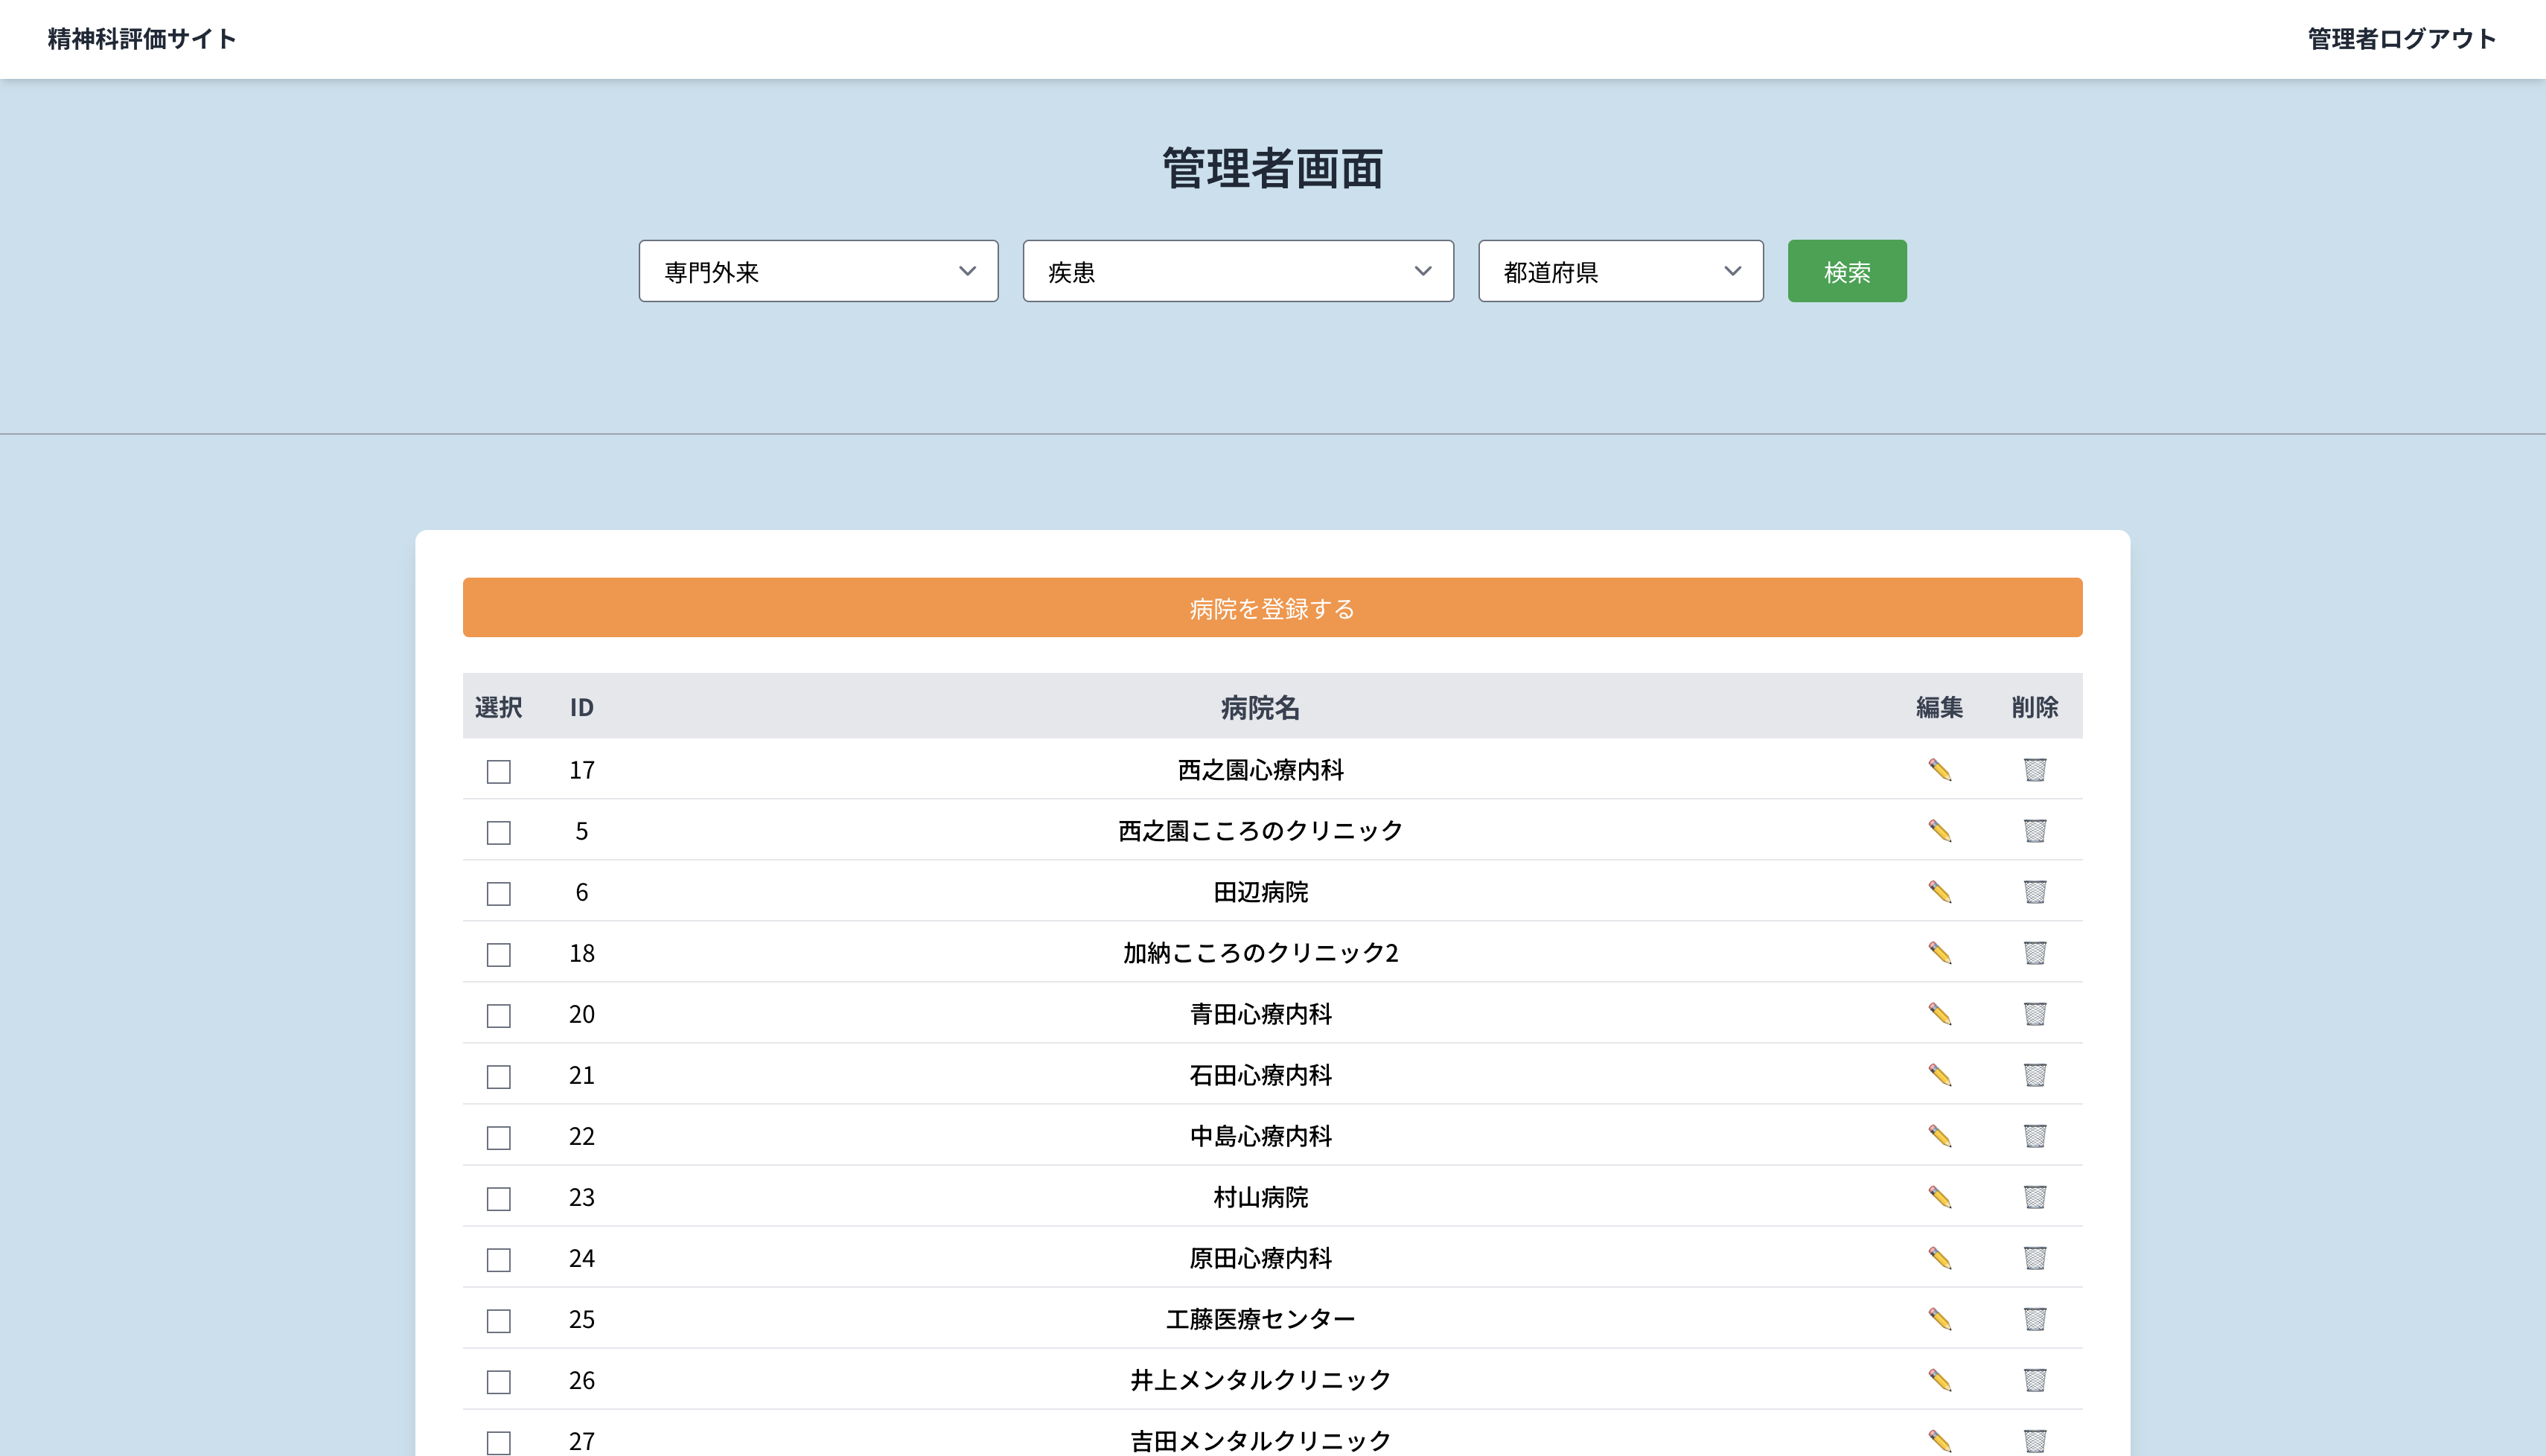 精神科評価サイト 管理者ログアウト
管理者画面
専門外来 疾患 都道府県 検索
病院を登録する
選択 ID 病院名 編集 削除
17 西之園心療内科
5 西之園こころのクリニック
6 田辺病院
18 加納こころのクリニック2
20 青田心療内科
21 石田心療内科
22 中島心療内科
23 村山病院
24 原田心療内科
25 工藤医療センター
26 井上メンタルクリニック
27 吉田メンタルクリニック